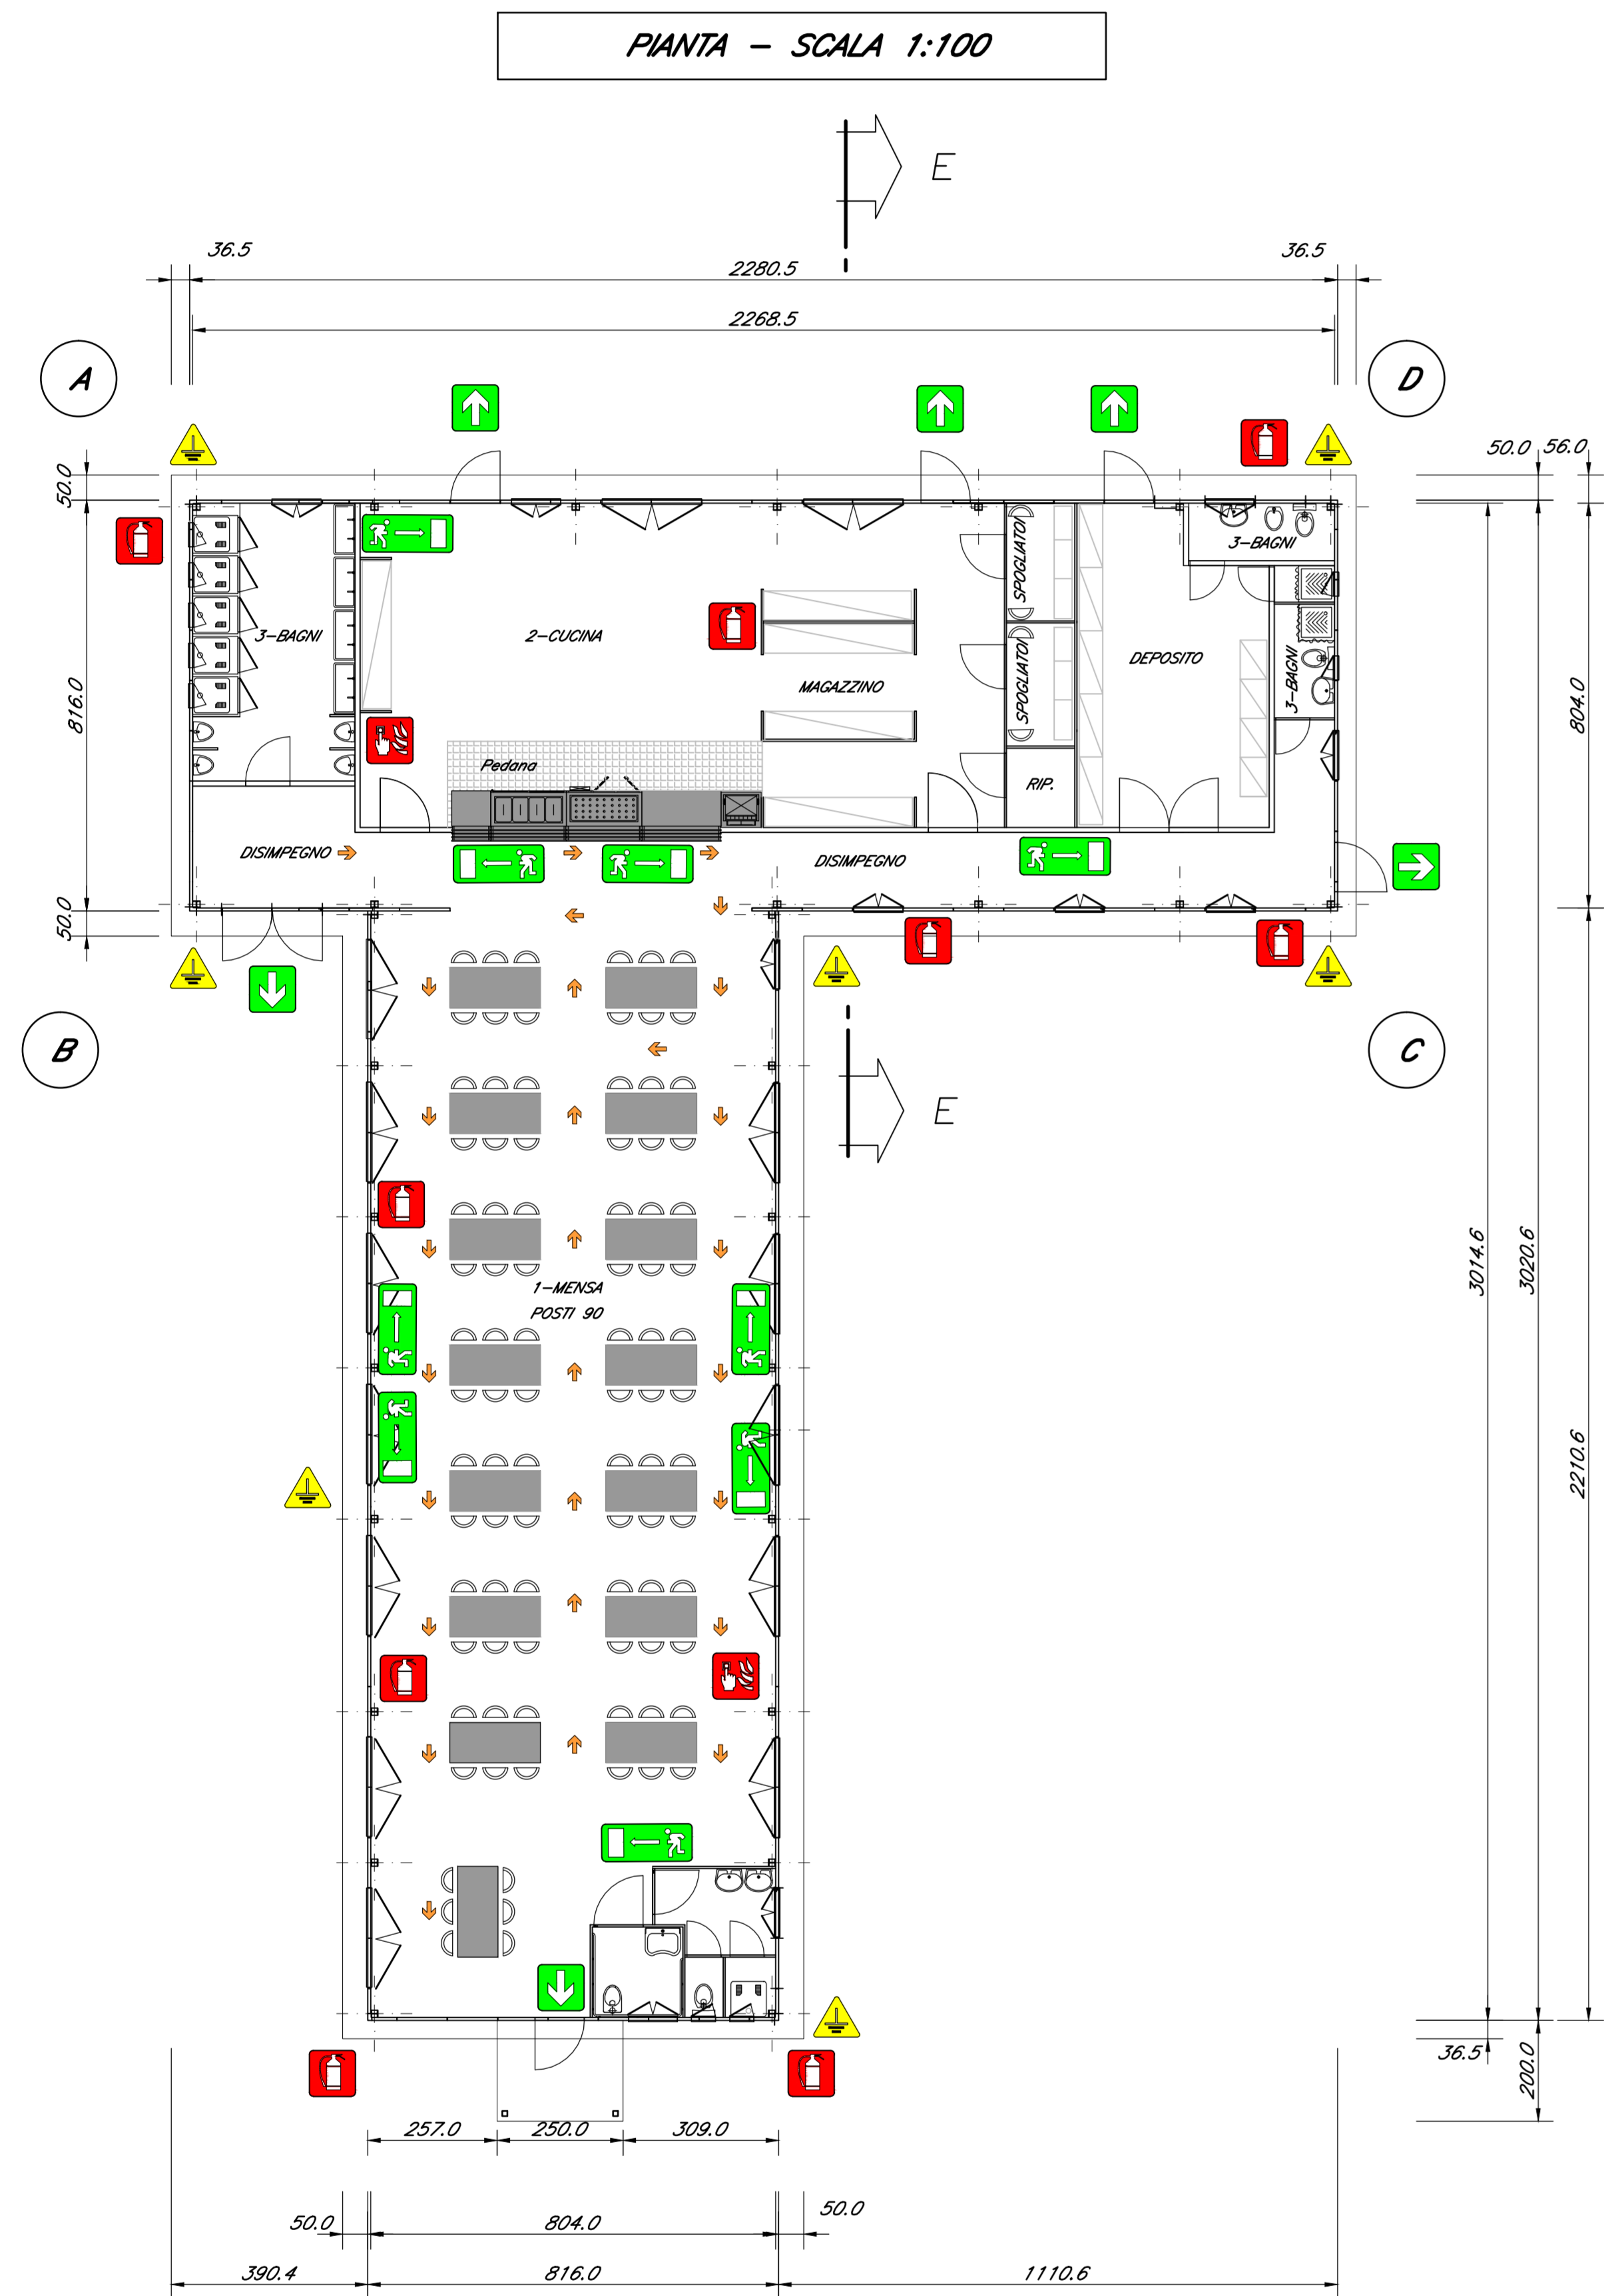 PIANTA - SCALA 1:100
E
36.5
2280.5
36.5
2268.5
A
D
50.0
50.0
56.0
816.0
3-BAGNI
2-CUCINA
MAGAZZINO
SPOGLIATOI
SPOGLIATOI
RIP.
DEPOSITO
3-BAGNI
3-BAGNI
804.0
Pedana
DISIMPEGNO
DISIMPEGNO
50.0
B
C
E
1-MENSA
POSTI 90
3014.6
3020.6
2210.6
36.5
200.0
257.0
250.0
309.0
50.0
804.0
50.0
390.4
816.0
1110.6